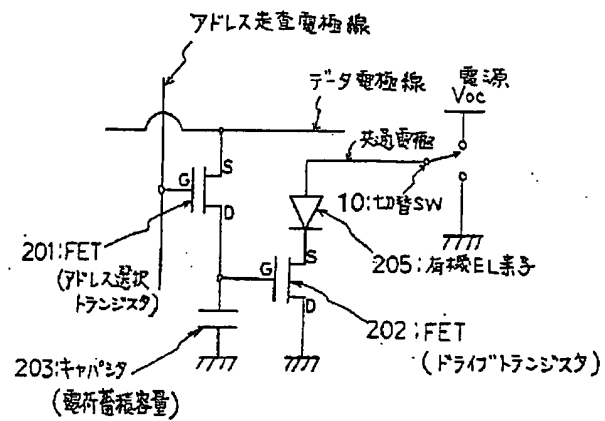 アドレス走査電極線
データ電極線
電源
Voc
共通電極
10:切替SW
G
S
D
201:FET
(アドレス選択
トランジスタ)
G
S
D
205:有機EL素子
202:FET
(ドライブトランジスタ)
203:キャパシタ
(電荷蓄積容量)